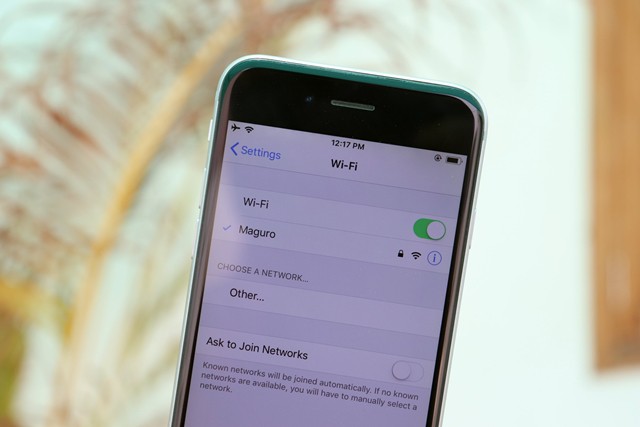 12:17 PM
Settings
Wi-Fi
Wi-Fi
Maguro
CHOOSE A NETWORK...
Other...
Ask to Join Networks
Known networks will be joined automatically. If no known
networks are available, you will have to manually select a
network.